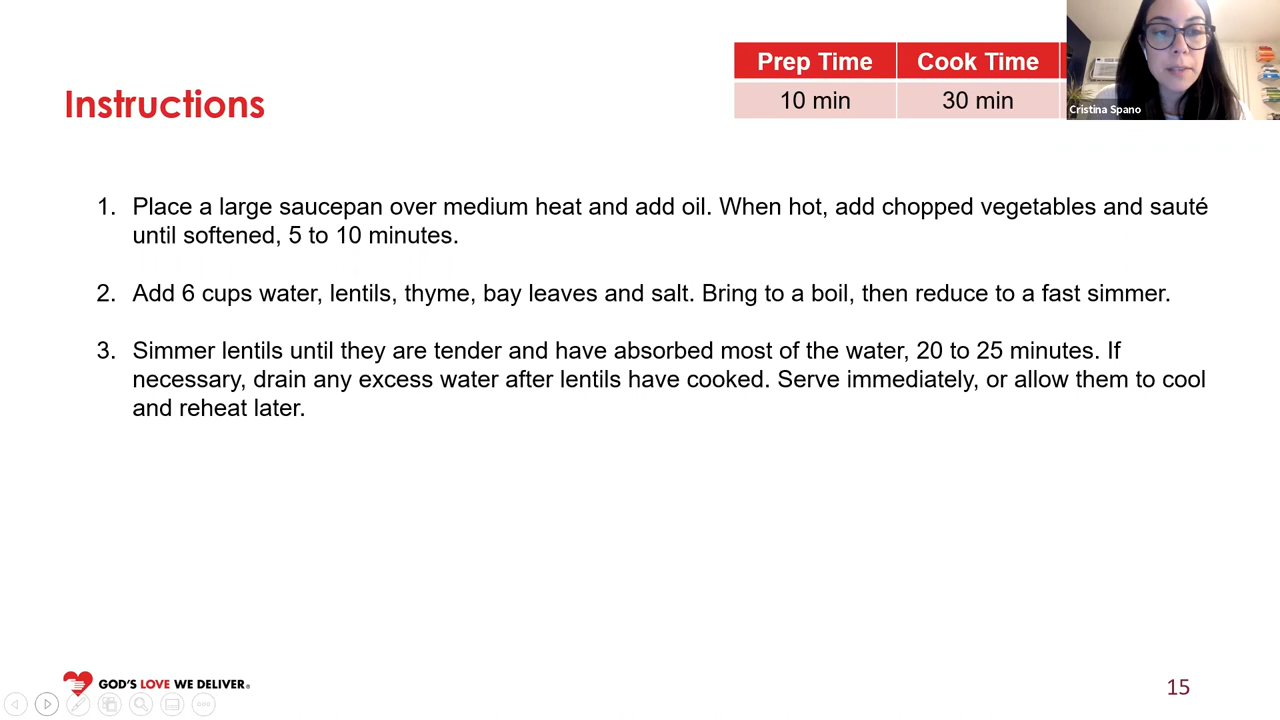 Prep Time Cook Time
10 min 30 min
Cristina Spano
Instructions
1. Place a large saucepan over medium heat and add oil. When hot, add chopped vegetables and sauté
until softened, 5 to 10 minutes.
2. Add 6 cups water, lentils, thyme, bay leaves and salt. Bring to a boil, then reduce to a fast simmer.
3. Simmer lentils until they are tender and have absorbed most of the water, 20 to 25 minutes. If
necessary, drain any excess water after lentils have cooked. Serve immediately, or allow them to cool
and reheat later.
GOD'S LOVE WE DELIVER®
15